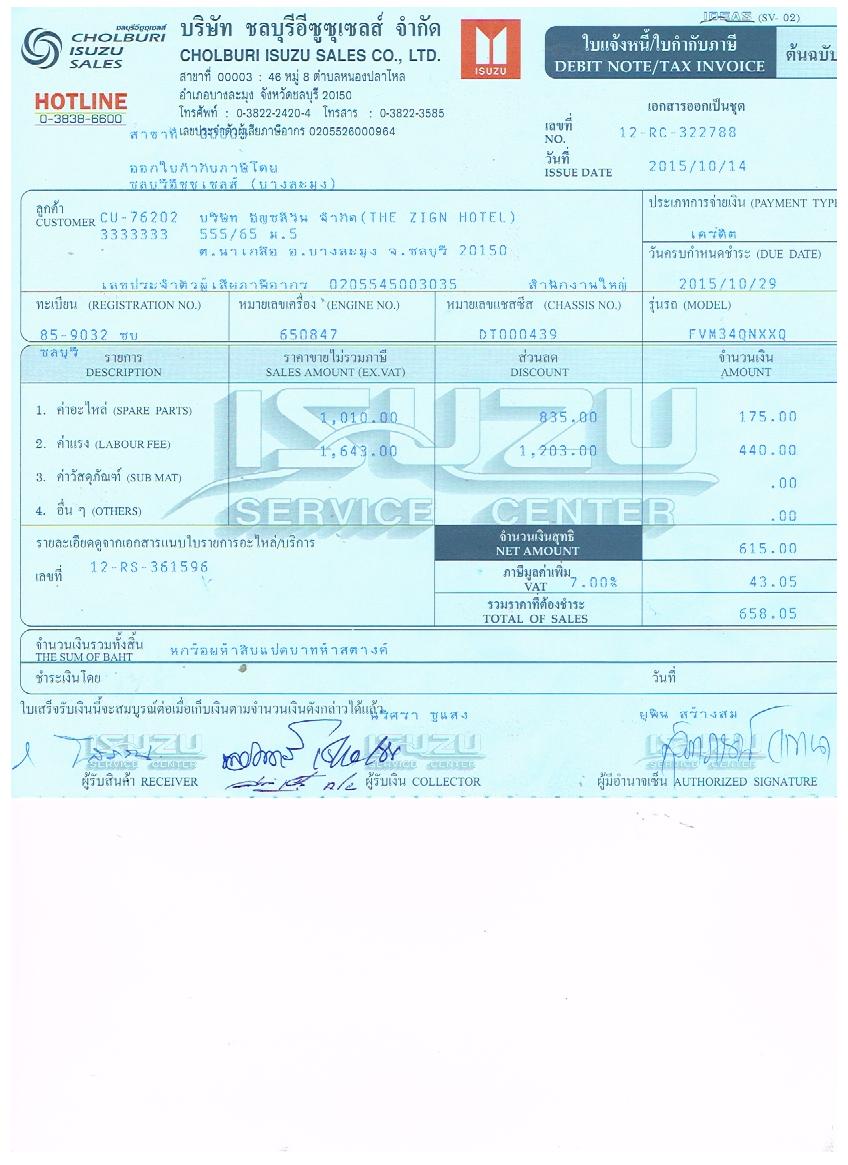 ชลบุรีอีซูซุเซลส์
CHOLBURI
ISUZU
SALES
HOTLINE
0-3838-6600
บริษัท ชลบุรีอีซูซุเซลส์ จำกัด
CHOLBURI ISUZU SALES CO., LTD.
สาขาที่ 00003 : 46 หมู่ 8 ตำบลหนองปลาไหล
อำเภอบางละมุง จังหวัดชลบุรี 20150
โทรศัพท์ : 0-3822-2420-4 โทรสาร : 0-3822-3585
เลขประจำตัวผู้เสียภาษีอากร 0205526000964
ISUZU
(SV- 02)
ใบแจ้งหนี้/ใบกำกับภาษี
DEBIT NOTE/TAX INVOICE
ต้นฉบับ
เอกสารออกเป็นชุด
เลขที่
NO. 12-RC-322788
วันที่
ISSUE DATE 2015/10/14
สาขาที่
ออกใบกำกับภาษีโดย
ชลบุรีอีซูซุเซลส์ (บางละมุง)
ลูกค้า
CUSTOMER CU-76202 บริษัท จำกัด(THE ZIGN HOTEL)
3333333 555/65 ม.5
ต.นาเกลือ อ.บางละมุง จ.ชลบุรี 20150
เลขประจำตัวผู้เสียภาษีอากร 0205545003035 สำนักงานใหญ่
ประเภทการจ่ายเงิน (PAYMENT TYPE
เครดิต
วันครบกำหนดชำระ (DUE DATE)
2015/10/29
ทะเบียน (REGISTRATION NO.) หมายเลขเครื่อง (ENGINE NO.) หมายเลขแชสซีส์ (CHASSIS NO.) รุ่นรถ (MODEL)
85-9032 ชบ 650847 DT000439 FVM34QNXXQ
ชลบุรี
รายการ ราคาขายไม่รวมภาษี ส่วนลด จำนวนเงิน
DESCRIPTION SALES AMOUNT (EX.VAT) DISCOUNT AMOUNT
1. ค่าอะไหล่ (SPARE PARTS) 1,010.00 835.00 175.00
2. ค่าแรง (LABOUR FEE) 1,643.00 1,203.00 440.00
3. ค่าวัสดุภัณฑ์ (SUB MAT) .00
4. อื่น ๆ (OTHERS) .00
ISUZU
SERVICE CENTER
รายละเอียดดูจากเอกสารแนบใบรายการอะไหล่/บริการ
เลขที่ 12-RS-361596
จำนวนเงินสุทธิ
NET AMOUNT 615.00
ภาษีมูลค่าเพิ่ม
VAT 7.00% 43.05
รวมราคาที่ต้องชำระ
TOTAL OF SALES 658.05
จำนวนเงินรวมทั้งสิ้น
THE SUM OF BAHT หกร้อยห้าสิบแปดบาทห้าสตางค์
ชำระเงินโดย วันที่
ใบเสร็จรับเงินนี้จะสมบูรณ์ต่อเมื่อเก็บเงินตามจำนวนเงินดังกล่าวได้แล้ว
นริศรา ชูแสง ยุพิน สร้างสม
ISUZU ISUZU ISUZU
SERVICE CENTER SERVICE CENTER SERVICE CENTER
ผู้รับสินค้า RECEIVER ผู้รับเงิน COLLECTOR ผู้มีอำนาจเซ็น AUTHORIZED SIGNATURE